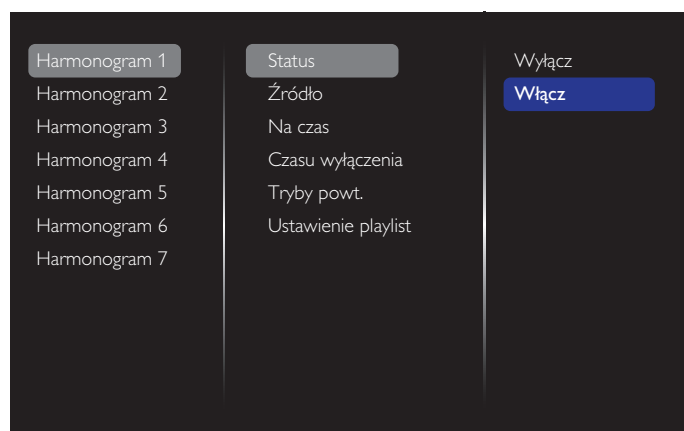 Harmonogram 1
Harmonogram 2
Harmonogram 3
Harmonogram 4
Harmonogram 5
Harmonogram 6
Harmonogram 7
Status
Źródło
Na czas
Czasu wyłączenia
Tryby powt.
Ustawienie playlist
Wyłącz
Włącz